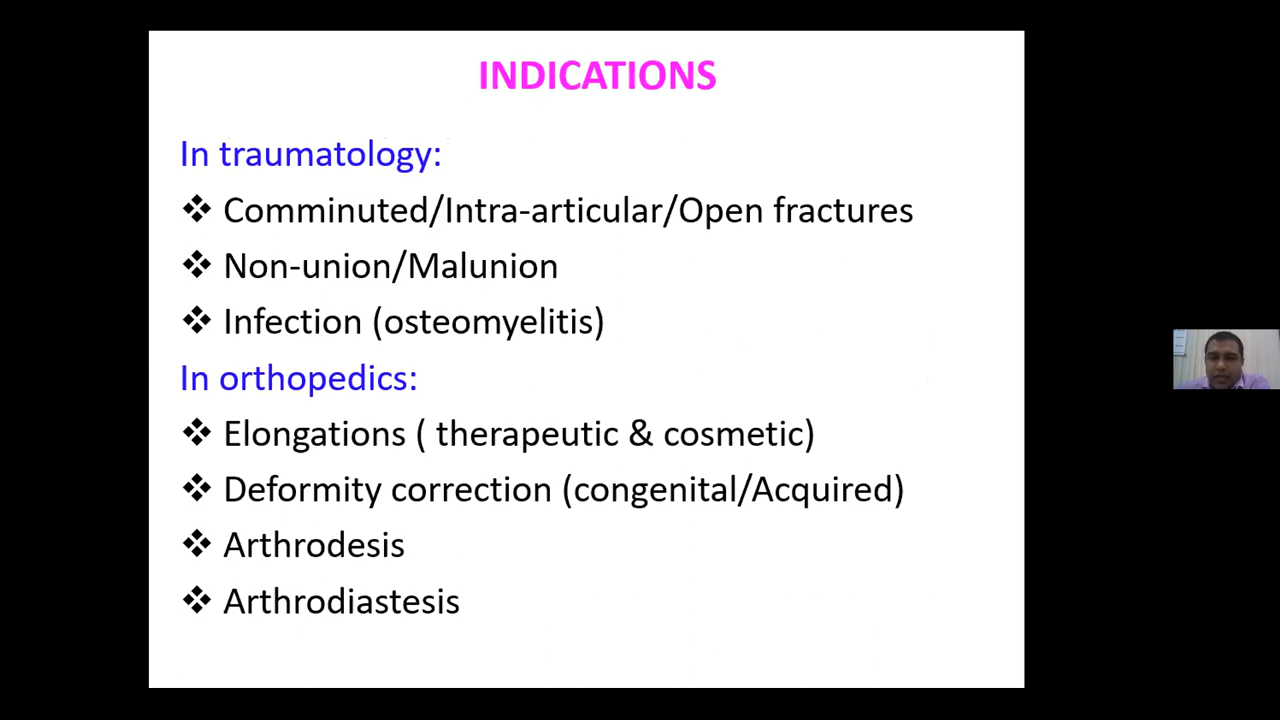 INDICATIONS
In traumatology:
❖ Comminuted/Intra-articular/Open fractures
❖ Non-union/Malunion
❖ Infection (osteomyelitis)
In orthopedics:
❖ Elongations ( therapeutic & cosmetic)
❖ Deformity correction (congenital/Acquired)
❖ Arthrodesis
❖ Arthrodiastesis